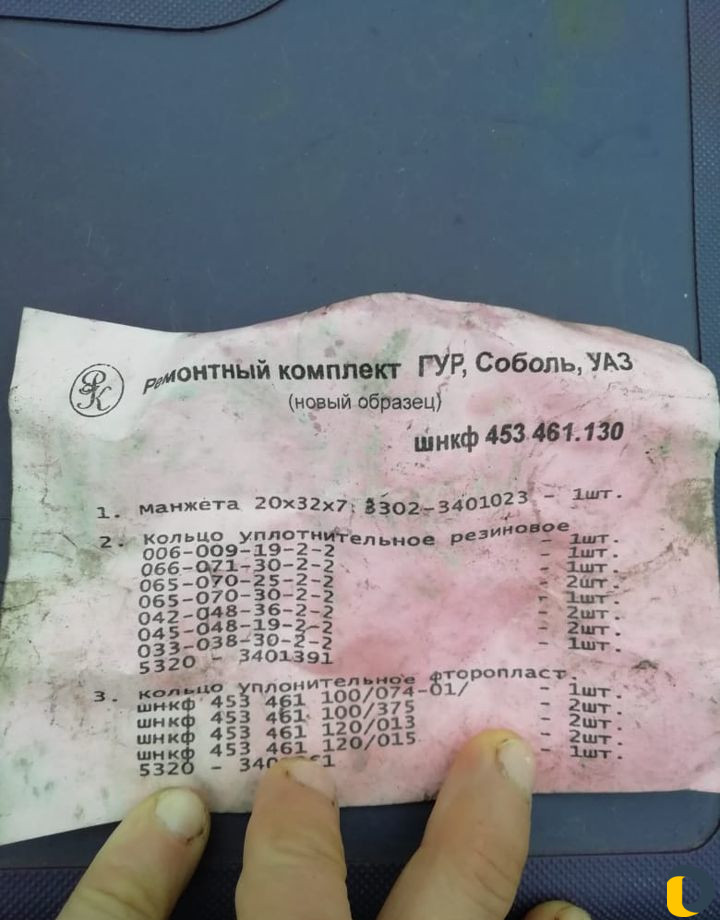 РК
Ремонтный комплект ГУР, Соболь, УАЗ
(новый образец)
шнкф 453 461.130
1. манжета 20х32х7; 3302-3401023 - 1шт.
2. кольцо уплотнительное резиновое
006-009-19-2-2 - 1шт.
066-071-30-2-2 - 1шт.
065-070-25-2-2 - 1шт.
065-070-30-2-2 - 2шт.
042-048-36-2-2 - 1шт.
045-048-19-2-2 - 2шт.
033-038-30-2-2 - 2шт.
5320 - 3401391 - 1шт.
3. кольцо уплонительное фторопласт.
шнкф 453 461 100/074-01/ - 1шт.
шнкф 453 461 100/375 - 2шт.
шнкф 453 461 120/013 - 2шт.
шнкф 453 461 120/015 - 2шт.
5320 - - 1шт.